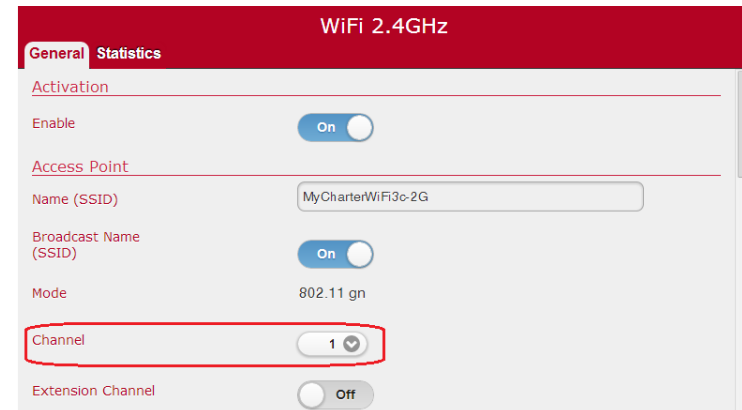 WiFi 2.4GHz
General Statistics
Activation
Enable On
Access Point
Name (SSID) MyCharterWiFi3c-2G
Broadcast Name
(SSID) On
Mode 802.11 gn
Channel 1
Extension Channel Off